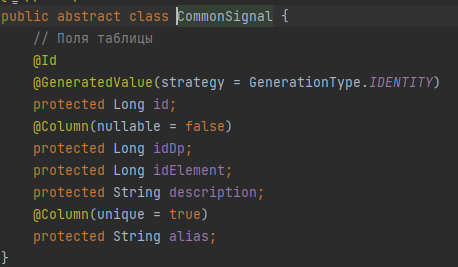 public abstract class CommonSignal {
// Поля таблицы
@Id
@GeneratedValue(strategy = GenerationType.IDENTITY)
protected Long id;
@Column(nullable = false)
protected Long idDp;
protected Long idElement;
protected String description;
@Column(unique = true)
protected String alias;
}